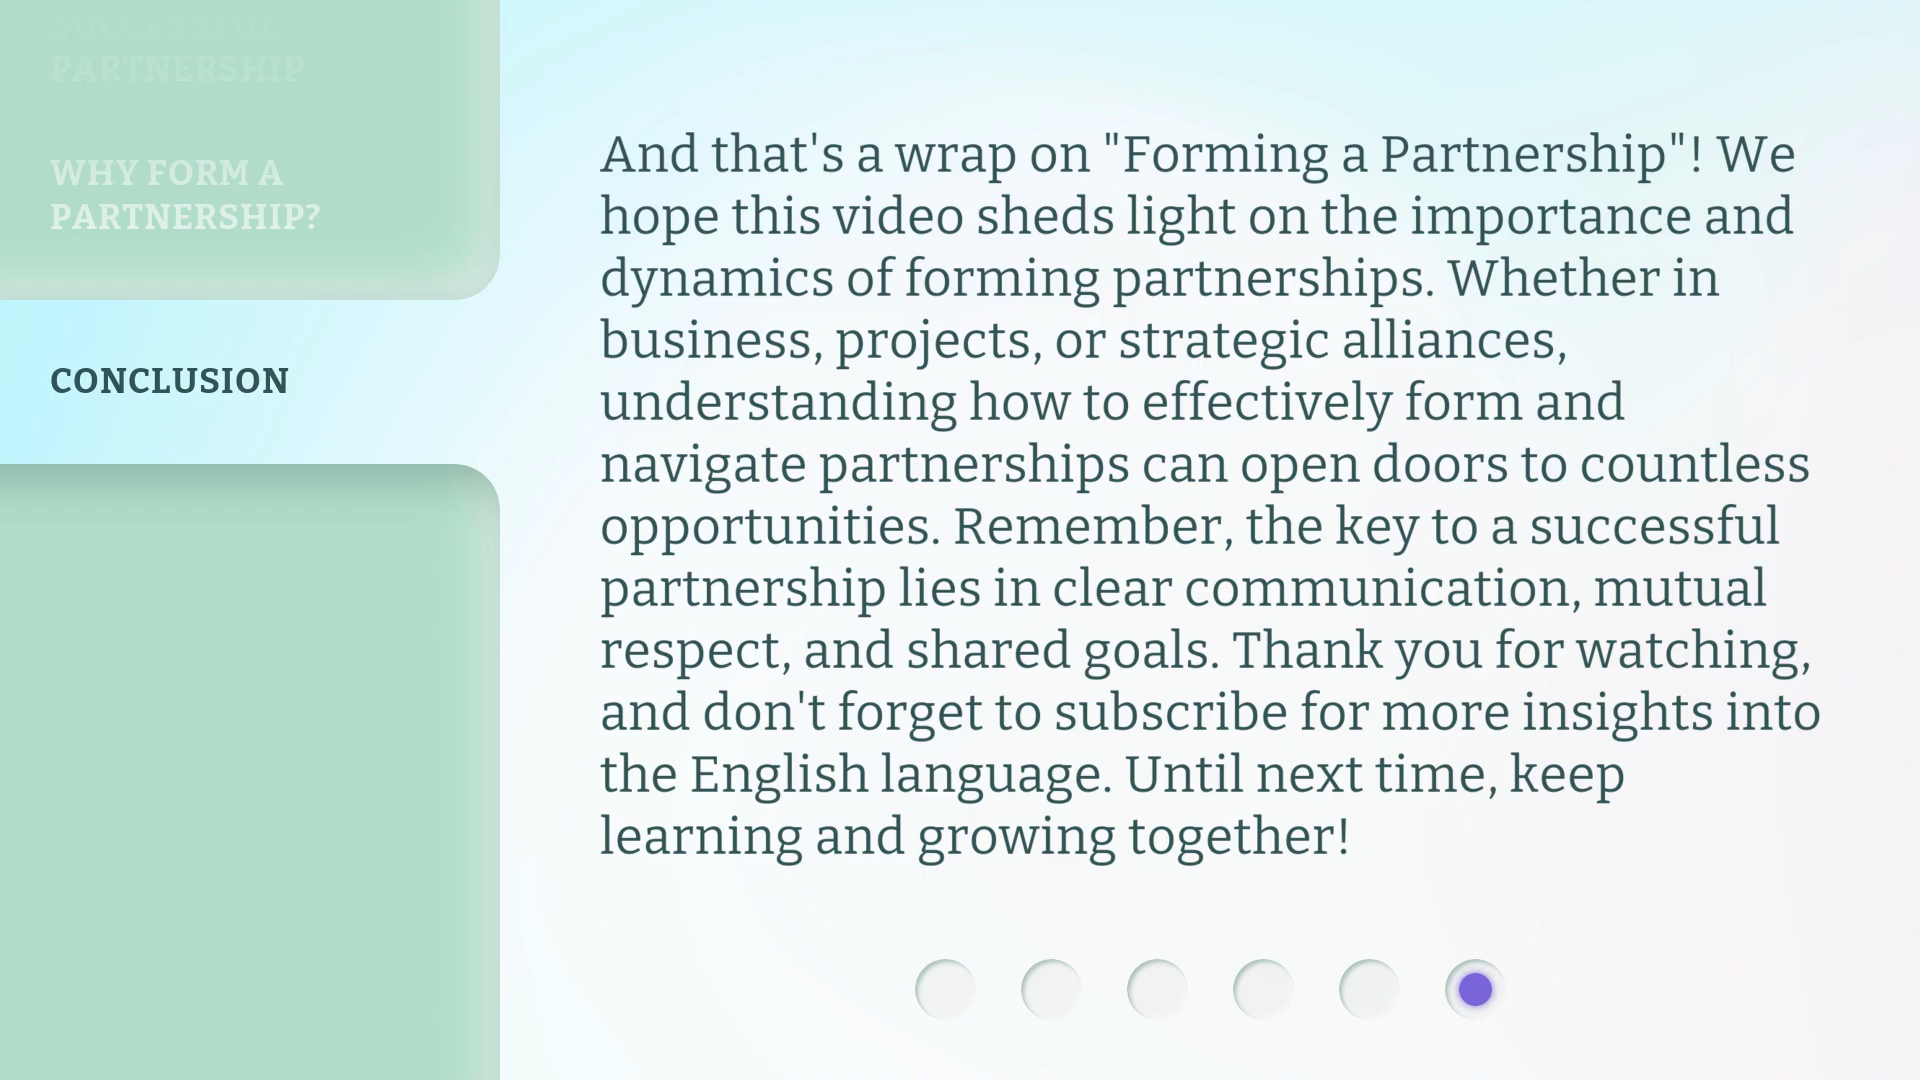 SUCCESSFUL
PARTNERSHIP
WHY FORM A
PARTNERSHIP?
CONCLUSION
And that's a wrap on "Forming a Partnership"! We
hope this video sheds light on the importance and
dynamics of forming partnerships. Whether in
business, projects, or strategic alliances,
understanding how to effectively form and
navigate partnerships can open doors to countless
opportunities. Remember, the key to a successful
partnership lies in clear communication, mutual
respect, and shared goals. Thank you for watching,
and don't forget to subscribe for more insights into
the English language. Until next time, keep
learning and growing together!